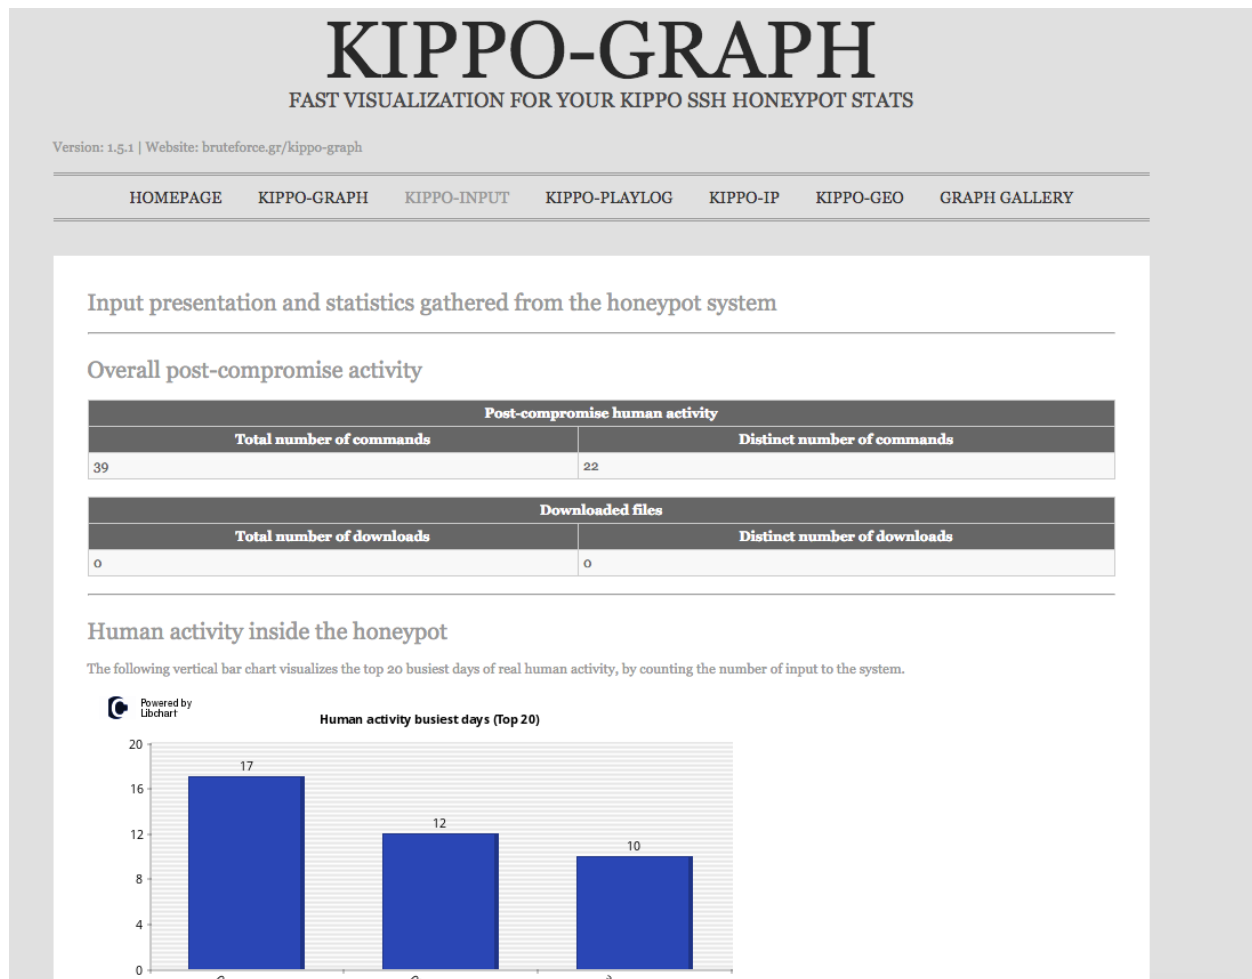 KIPPO-GRAPH
FAST VISUALIZATION FOR YOUR KIPPO SSH HONEYPOT STATS
Version: 1.5.1 | Website: bruteforce.gr/kippo-graph
HOMEPAGE KIPPO-GRAPH KIPPO-INPUT KIPPO-PLAYLOG KIPPO-IP KIPPO-GEO GRAPH GALLERY
Input presentation and statistics gathered from the honeypot system
Overall post-compromise activity
Post-compromise human activity
Total number of commands Distinct number of commands
39 22
Downloaded files
Total number of downloads Distinct number of downloads
0 0
Human activity inside the honeypot
The following vertical bar chart visualizes the top 20 busiest days of real human activity, by counting the number of input to the system.
Powered by
Libchart
Human activity busiest days (Top 20)
20
17
16
12
12
10
8
4
0